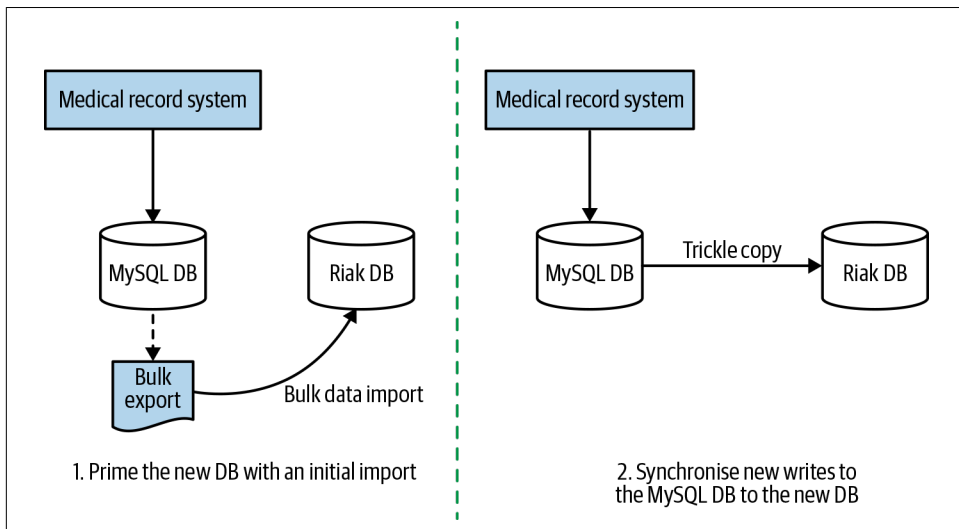 Medical record system
MySQL DB
Riak DB
Bulk
export
Bulk data import
1. Prime the new DB with an initial import
Medical record system
MySQL DB
Trickle copy
Riak DB
2. Synchronise new writes to
the MySQL DB to the new DB